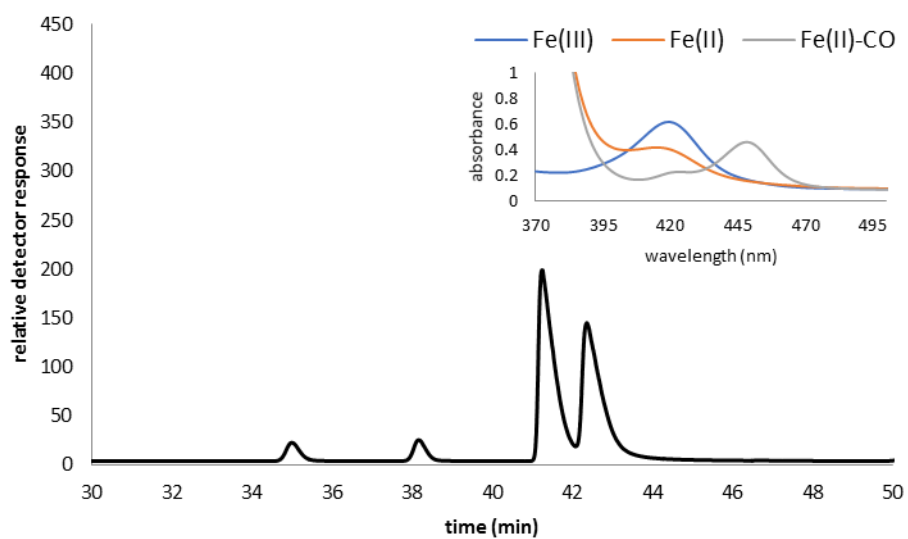 450
400
350
300
250
200
150
100
50
0
relative detector response
30 32 34 36 38 40 42 44 46 48 50
time (min)
Fe(III) Fe(II) Fe(II)-CO
1
0.8
0.6
0.4
0.2
0
absorbance
370 395 420 445 470 495
wavelength (nm)